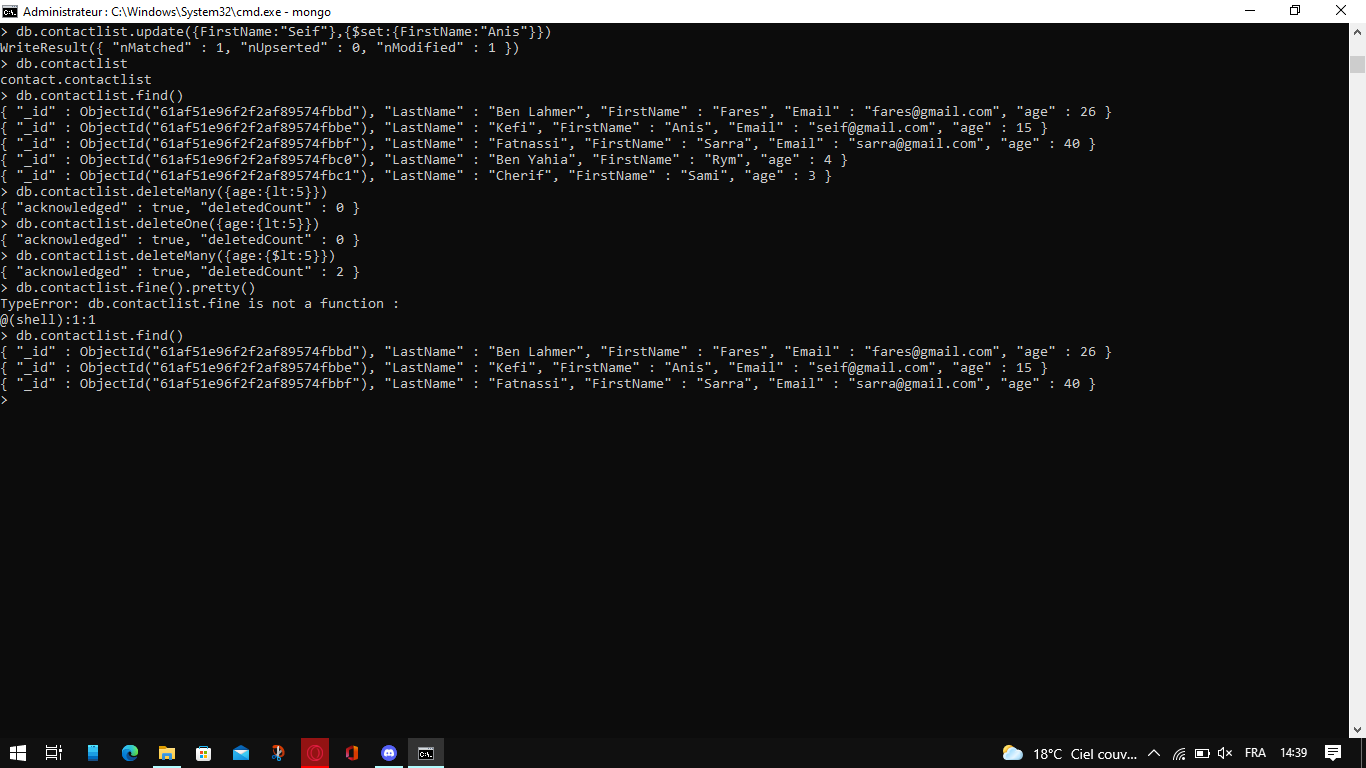 Administrateur : C:\Windows\System32\cmd.exe - mongo
> db.contactlist.update({FirstName:"Seif"},{$set:{FirstName:"Anis"}})
WriteResult({ "nMatched" : 1, "nUpserted" : 0, "nModified" : 1 })
> db.contactlist
contact.contactlist
> db.contactlist.find()
{ "_id" : ObjectId("61af51e96f2f2af89574fbbd"), "LastName" : "Ben Lahmer", "FirstName" : "Fares", "Email" : "fares@gmail.com", "age" : 26 }
{ "_id" : ObjectId("61af51e96f2f2af89574fbbe"), "LastName" : "Kefi", "FirstName" : "Anis", "Email" : "seif@gmail.com", "age" : 15 }
{ "_id" : ObjectId("61af51e96f2f2af89574fbbf"), "LastName" : "Fatnassi", "FirstName" : "Sarra", "Email" : "sarra@gmail.com", "age" : 40 }
{ "_id" : ObjectId("61af51e96f2f2af89574fbc0"), "LastName" : "Ben Yahia", "FirstName" : "Rym", "age" : 4 }
{ "_id" : ObjectId("61af51e96f2f2af89574fbc1"), "LastName" : "Cherif", "FirstName" : "Sami", "age" : 3 }
> db.contactlist.deleteMany({age:{lt:5}})
{ "acknowledged" : true, "deletedCount" : 0 }
> db.contactlist.deleteOne({age:{lt:5}})
{ "acknowledged" : true, "deletedCount" : 0 }
> db.contactlist.deleteMany({age:{$lt:5}})
{ "acknowledged" : true, "deletedCount" : 2 }
> db.contactlist.fine().pretty()
TypeError: db.contactlist.fine is not a function :
@(shell):1:1
> db.contactlist.find()
{ "_id" : ObjectId("61af51e96f2f2af89574fbbd"), "LastName" : "Ben Lahmer", "FirstName" : "Fares", "Email" : "fares@gmail.com", "age" : 26 }
{ "_id" : ObjectId("61af51e96f2f2af89574fbbe"), "LastName" : "Kefi", "FirstName" : "Anis", "Email" : "seif@gmail.com", "age" : 15 }
{ "_id" : ObjectId("61af51e96f2f2af89574fbbf"), "LastName" : "Fatnassi", "FirstName" : "Sarra", "Email" : "sarra@gmail.com", "age" : 40 }
>
18°C Ciel couv... FRA 14:39